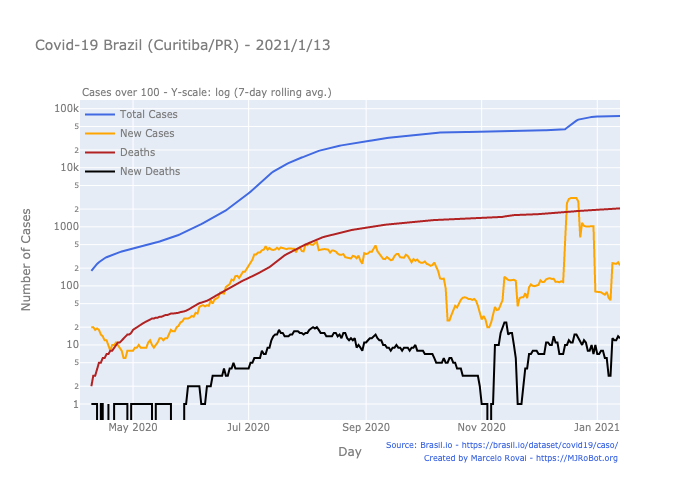 Covid-19 Brazil (Curitiba/PR) - 2021/1/13
Cases over 100 - Y-scale: log (7-day rolling avg.)
100k
5
2
10k
5
2
1000
5
2
100
5
2
10
5
2
1
Number of Cases
Total Cases
New Cases
Deaths
New Deaths
May 2020
Jul 2020
Sep 2020
Nov 2020
Jan 2021
Day
Source: Brasil.io - https://brasil.io/dataset/covid19/caso/
Created by Marcelo Rovai - https://MJRoBot.org